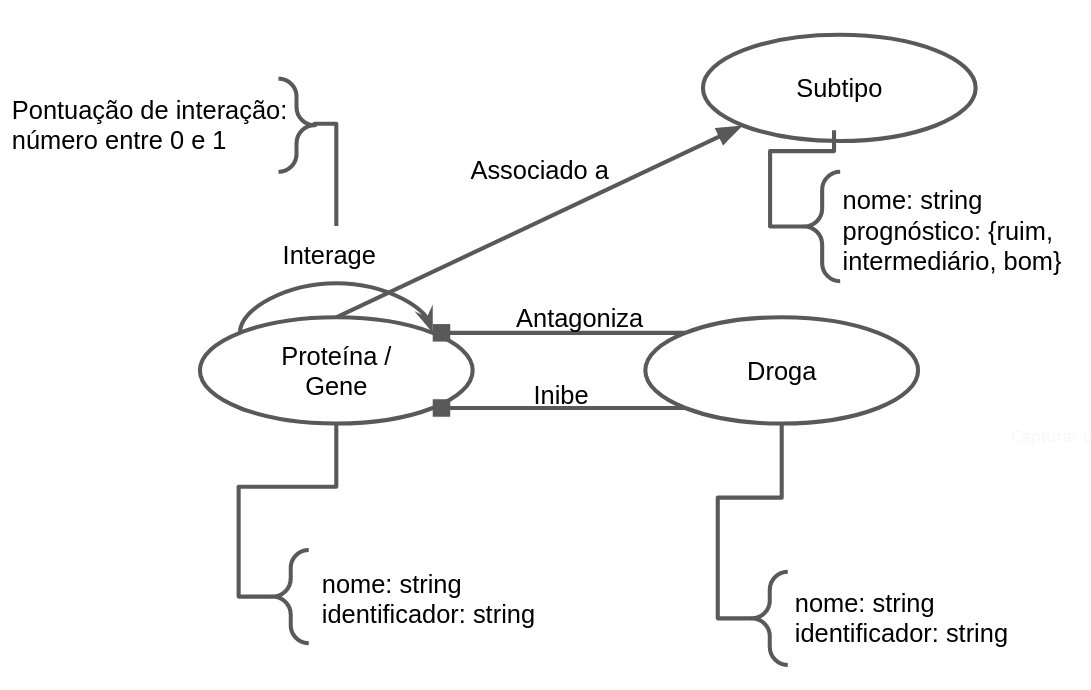 Subtipo
Pontuação de interação:
número entre 0 e 1
Associado a
nome: string
prognóstico: {ruim,
intermediário, bom}
Interage
Antagoniza
Proteína /
Gene
Droga
Inibe
Capturar u
nome: string
identificador: string
nome: string
identificador: string